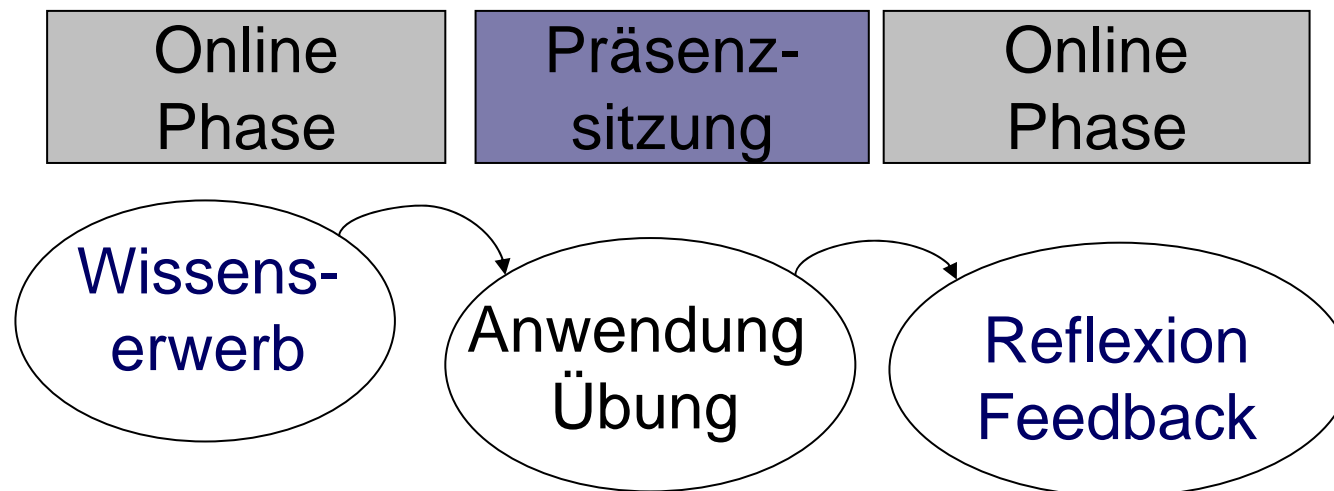 Online
Phase
Präsenz-
sitzung
Online
Phase
Wissens-
erwerb
Anwendung
Übung
Reflexion
Feedback